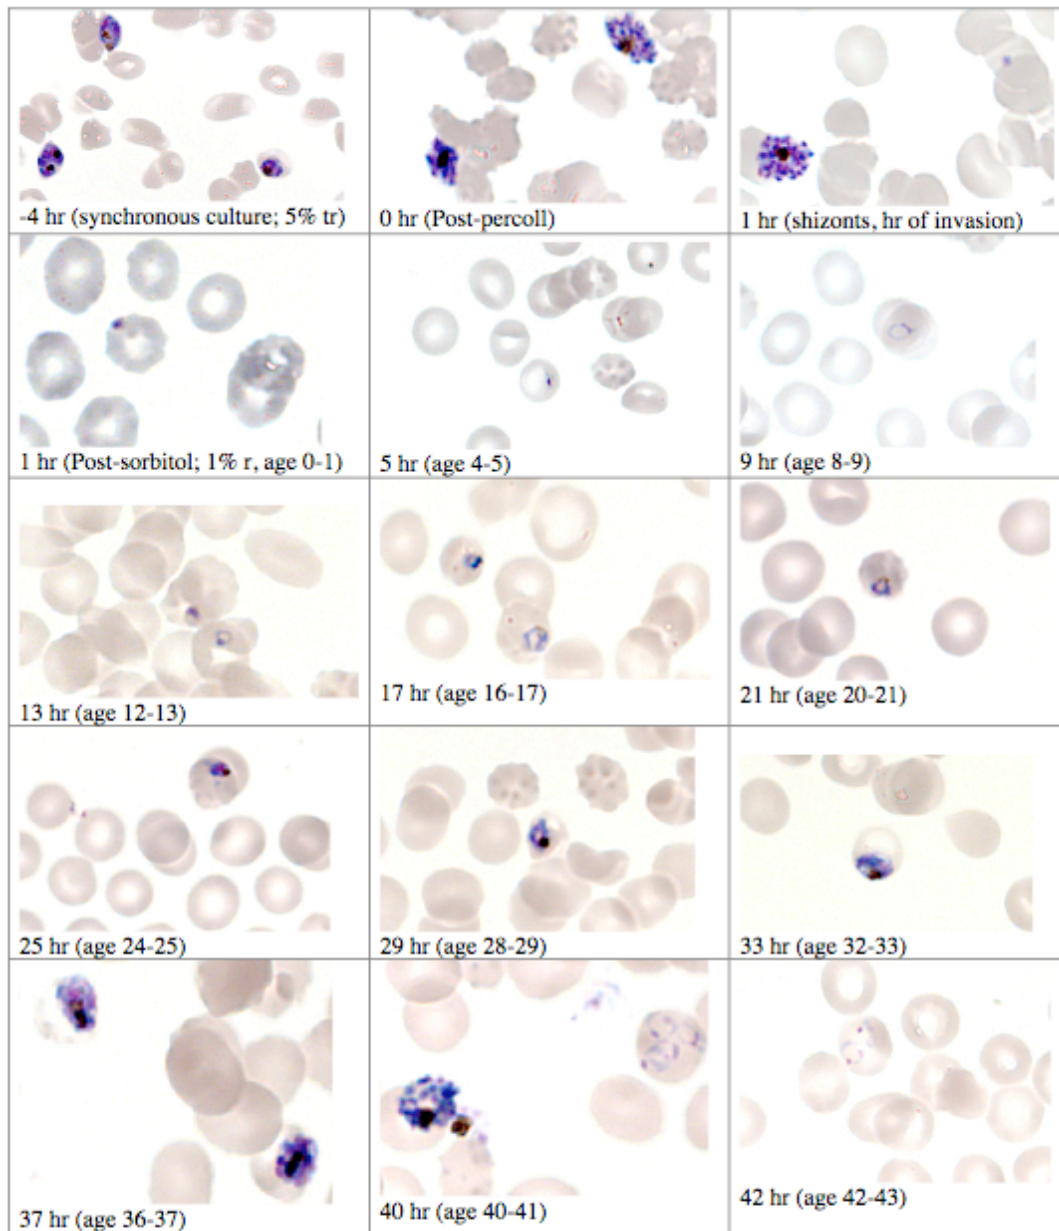 -4 hr (synchronous culture; 5% tr)
0 hr (Post-percoll)
1 hr (shizonts, hr of invasion)
1 hr (Post-sorbitol; 1% r, age 0-1)
5 hr (age 4-5)
9 hr (age 8-9)
13 hr (age 12-13)
17 hr (age 16-17)
21 hr (age 20-21)
25 hr (age 24-25)
29 hr (age 28-29)
33 hr (age 32-33)
37 hr (age 36-37)
40 hr (age 40-41)
42 hr (age 42-43)